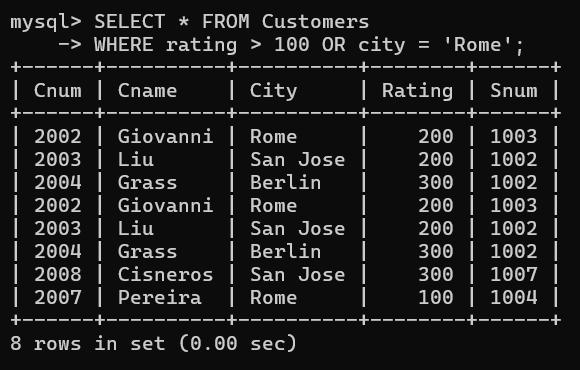 mysql> SELECT * FROM Customers
    -> WHERE rating > 100 OR city = 'Rome';
+------+----------+----------+--------+------+
| Cnum | Cname    | City     | Rating | Snum |
+------+----------+----------+--------+------+
| 2002 | Giovanni | Rome     |    200 | 1003 |
| 2003 | Liu      | San Jose |    200 | 1002 |
| 2004 | Grass    | Berlin   |    300 | 1002 |
| 2002 | Giovanni | Rome     |    200 | 1003 |
| 2003 | Liu      | San Jose |    200 | 1002 |
| 2004 | Grass    | Berlin   |    300 | 1002 |
| 2008 | Cisneros | San Jose |    300 | 1007 |
| 2007 | Pereira  | Rome     |    100 | 1004 |
+------+----------+----------+--------+------+
8 rows in set (0.00 sec)